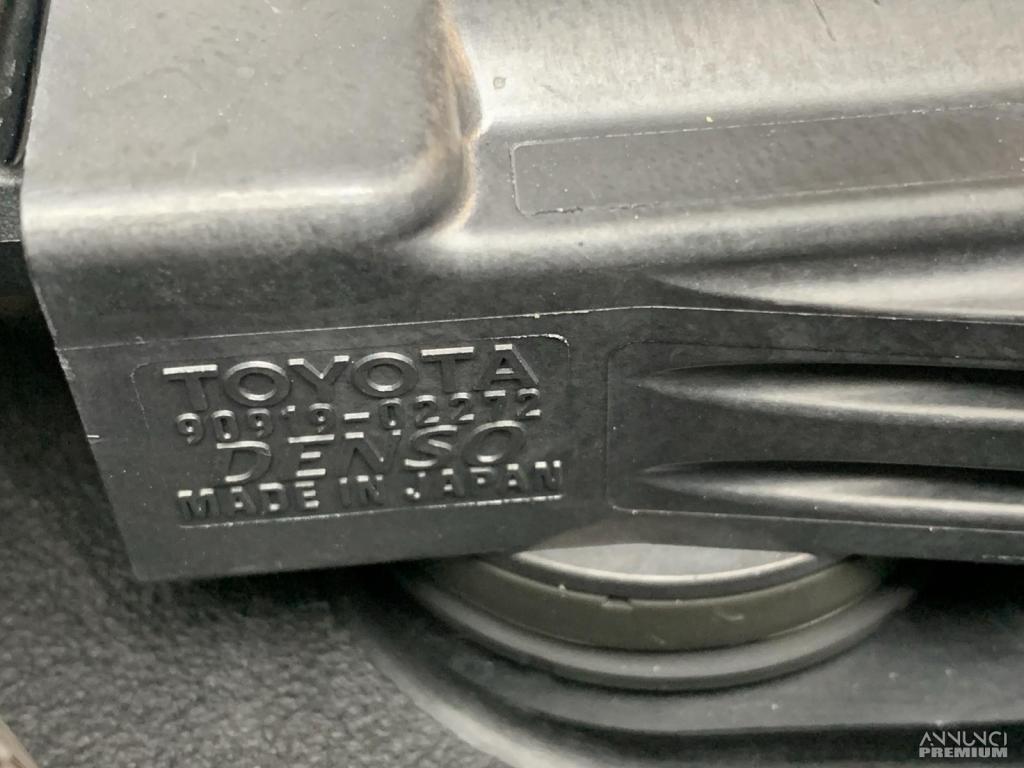 TOYOTA
90919-02272
DENSO
MADE IN JAPAN
ANNUNCI
PREMIUM